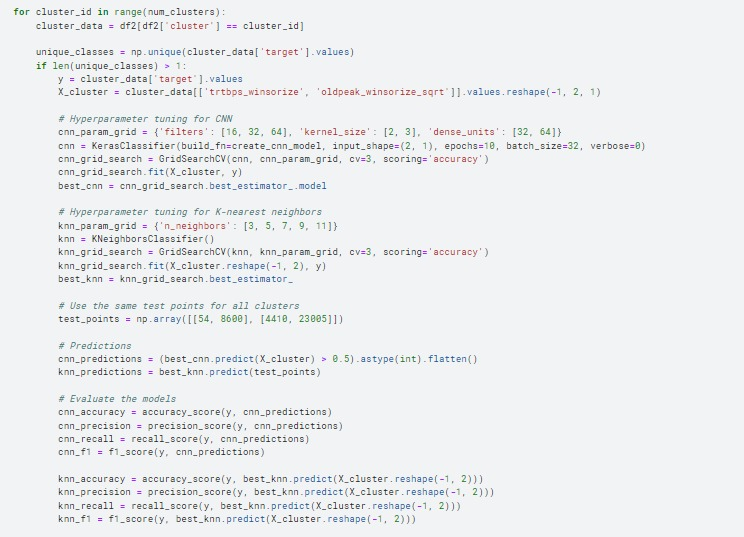 for cluster_id in range(num_clusters):
    cluster_data = df2[df2['cluster'] == cluster_id]

    unique_classes = np.unique(cluster_data['target'].values)
    if len(unique_classes) > 1:
        y = cluster_data['target'].values
        X_cluster = cluster_data[['trtbps_winsorize', 'oldpeak_winsorize_sqrt']].values.reshape(-1, 2, 1)

        # Hyperparameter tuning for CNN
        cnn_param_grid = {'filters': [16, 32, 64], 'kernel_size': [2, 3], 'dense_units': [32, 64]}
        cnn = KerasClassifier(build_fn=create_cnn_model, input_shape=(2, 1), epochs=10, batch_size=32, verbose=0)
        cnn_grid_search = GridSearchCV(cnn, cnn_param_grid, cv=3, scoring='accuracy')
        cnn_grid_search.fit(X_cluster, y)
        best_cnn = cnn_grid_search.best_estimator_.model

        # Hyperparameter tuning for K-nearest neighbors
        knn_param_grid = {'n_neighbors': [3, 5, 7, 9, 11]}
        knn = KNeighborsClassifier()
        knn_grid_search = GridSearchCV(knn, knn_param_grid, cv=3, scoring='accuracy')
        knn_grid_search.fit(X_cluster.reshape(-1, 2), y)
        best_knn = knn_grid_search.best_estimator_

        # Use the same test points for all clusters
        test_points = np.array([[54, 8600], [4410, 23005]])

        # Predictions
        cnn_predictions = (best_cnn.predict(X_cluster) > 0.5).astype(int).flatten()
        knn_predictions = best_knn.predict(test_points)

        # Evaluate the models
        cnn_accuracy = accuracy_score(y, cnn_predictions)
        cnn_precision = precision_score(y, cnn_predictions)
        cnn_recall = recall_score(y, cnn_predictions)
        cnn_f1 = f1_score(y, cnn_predictions)

        knn_accuracy = accuracy_score(y, best_knn.predict(X_cluster.reshape(-1, 2)))
        knn_precision = precision_score(y, best_knn.predict(X_cluster.reshape(-1, 2)))
        knn_recall = recall_score(y, best_knn.predict(X_cluster.reshape(-1, 2)))
        knn_f1 = f1_score(y, best_knn.predict(X_cluster.reshape(-1, 2)))